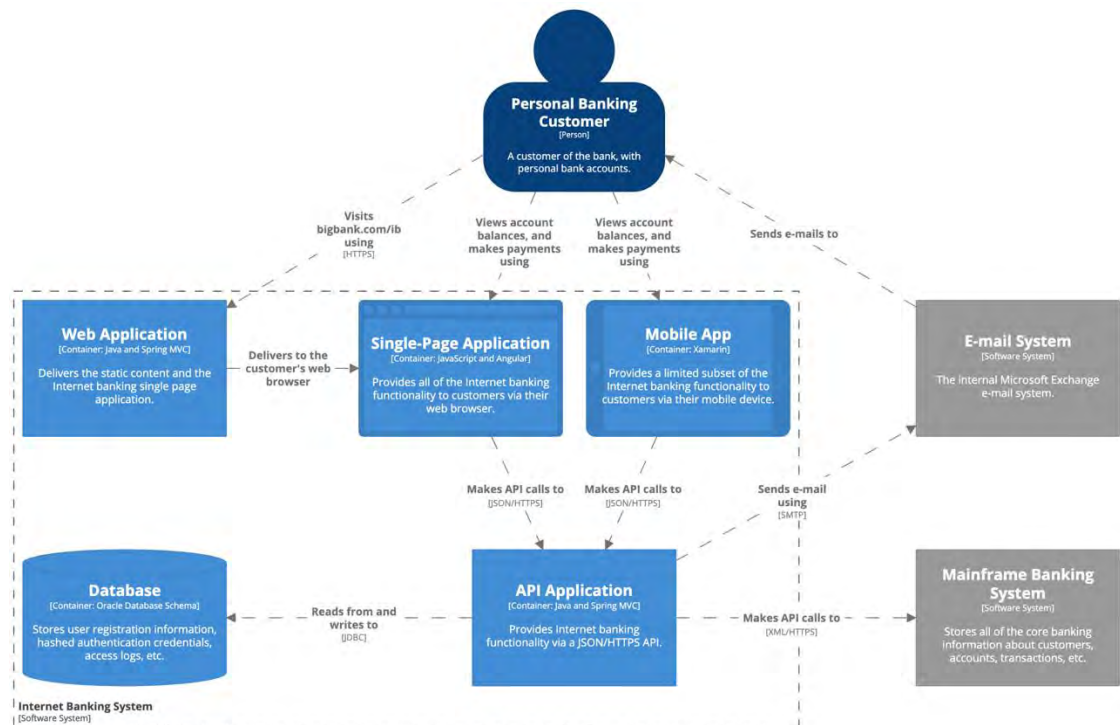 Personal Banking
Customer
[Person]
A customer of the bank, with
personal bank accounts.
Visits
bigbank.com/ib
using
[HTTPS]
Views account
balances, and
makes payments
using
Views account
balances, and
makes payments
using
Sends e-mails to
Web Application
[Container: Java and Spring MVC]
Delivers the static content and the
Internet banking single page
application.
Delivers to the
customer's web
browser
Single-Page Application
[Container: JavaScript and Angular]
Provides all of the Internet banking
functionality to customers via their
web browser.
Mobile App
[Container: Xamarin]
Provides a limited subset of the
Internet banking functionality to
customers via their mobile device.
E-mail System
[Software System]
The internal Microsoft Exchange
e-mail system.
Makes API calls to
[JSON/HTTPS]
Makes API calls to
[JSON/HTTPS]
Sends e-mail
using
[SMTP]
Database
[Container: Oracle Database Schema]
Stores user registration information,
hashed authentication credentials,
access logs, etc.
Reads from and
writes to
[JDBC]
API Application
[Container: Java and Spring MVC]
Provides Internet banking
functionality via a JSON/HTTPS API.
Makes API calls to
[XML/HTTPS]
Mainframe Banking
System
[Software System]
Stores all of the core banking
information about customers,
accounts, transactions, etc.
Internet Banking System
[Software System]